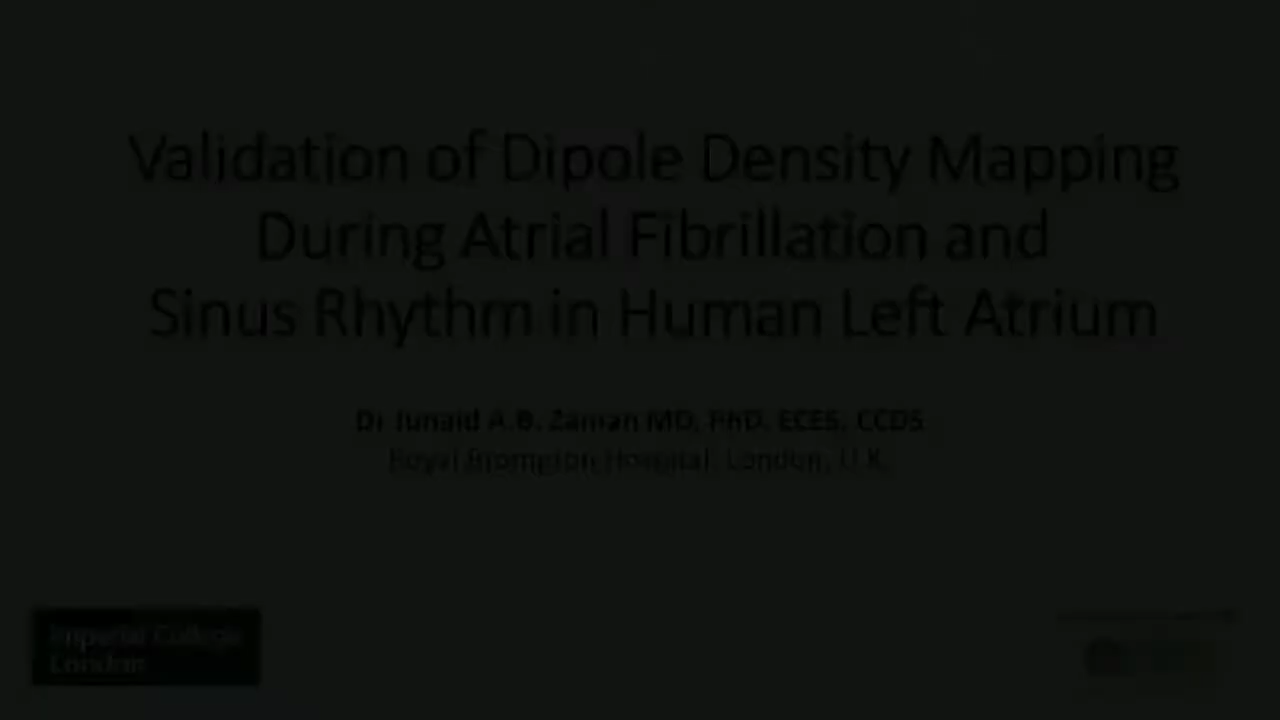 Validation of Dipole Density Mapping
During Atrial Fibrillation and
Sinus Rhythm in Human Left Atrium
Dr Junaid A.B. Zaman MD, PhD, ECES, CCDS
Royal Brompton Hospital, London, U.K.
Imperial College
London